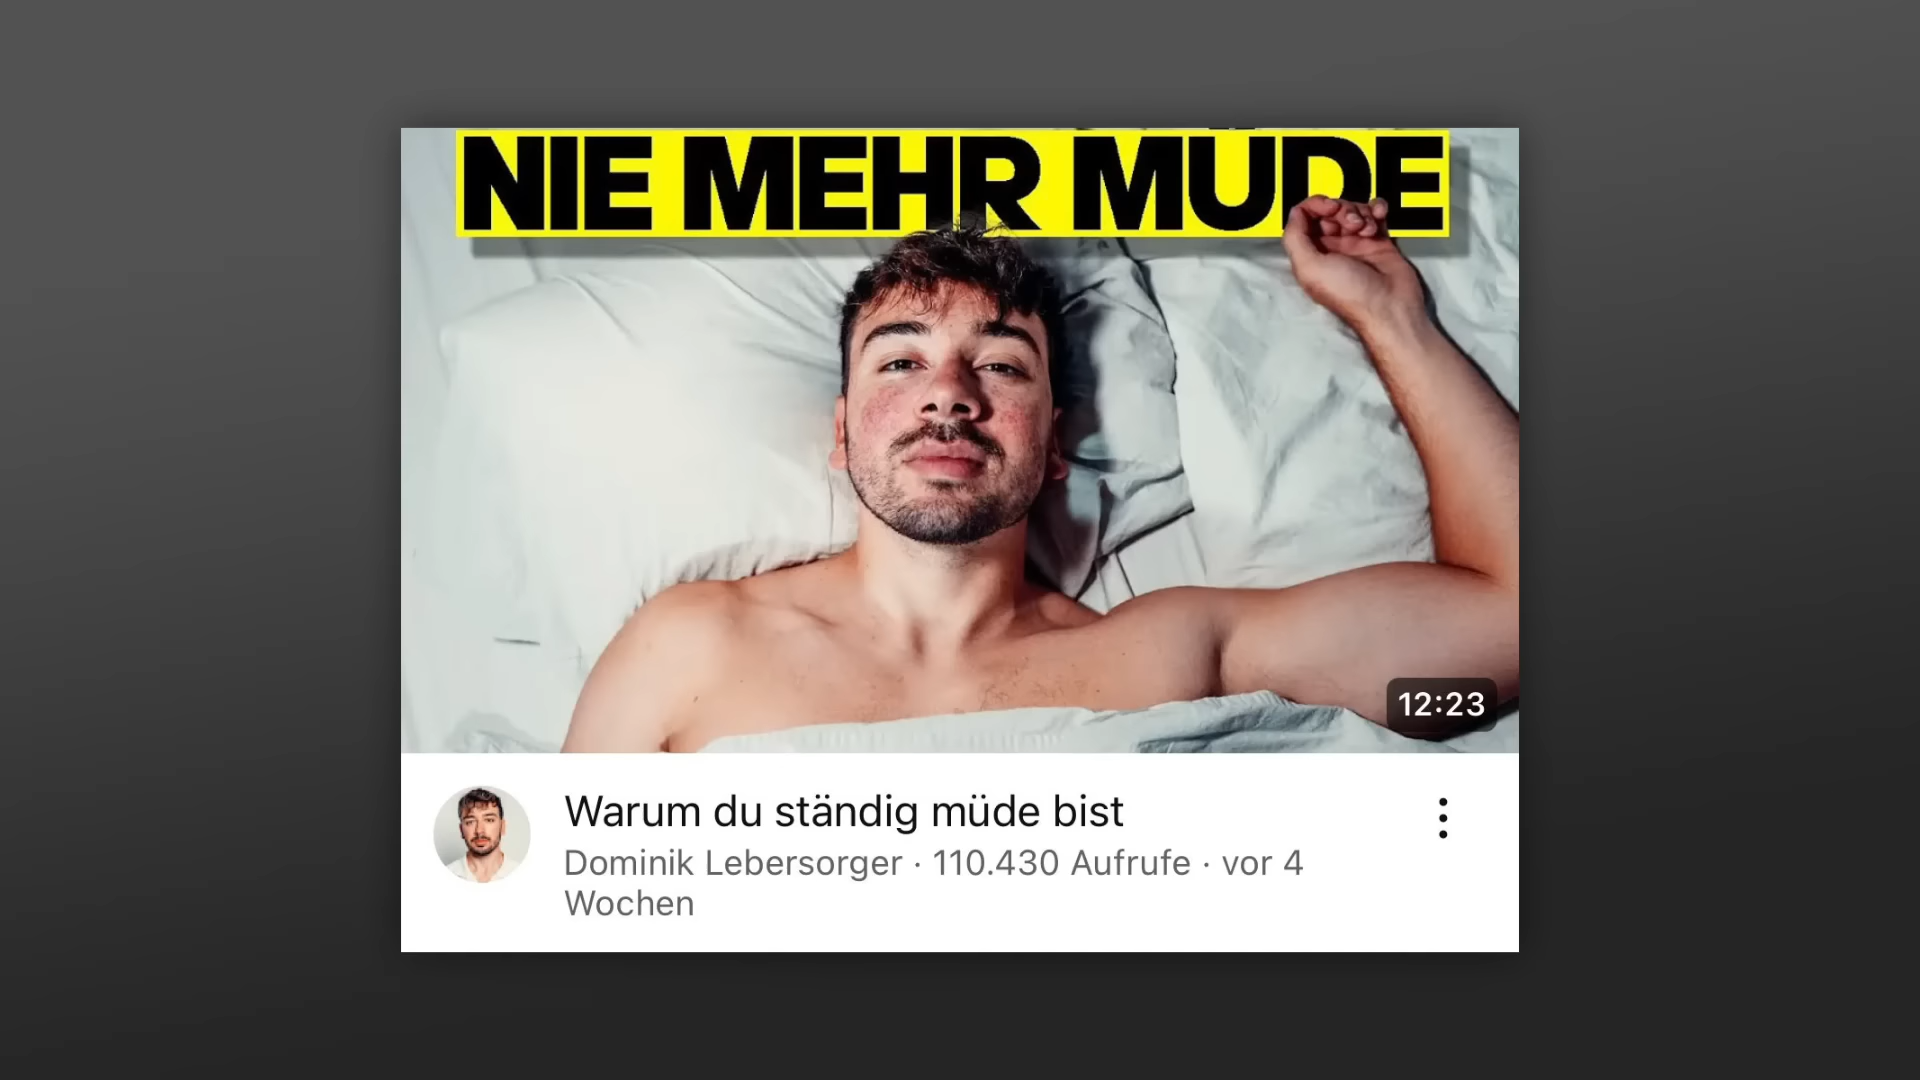 NIE MEHR MÜDE
12:23
Warum du ständig müde bist
Dominik Lebersorger · 110.430 Aufrufe · vor 4
Wochen